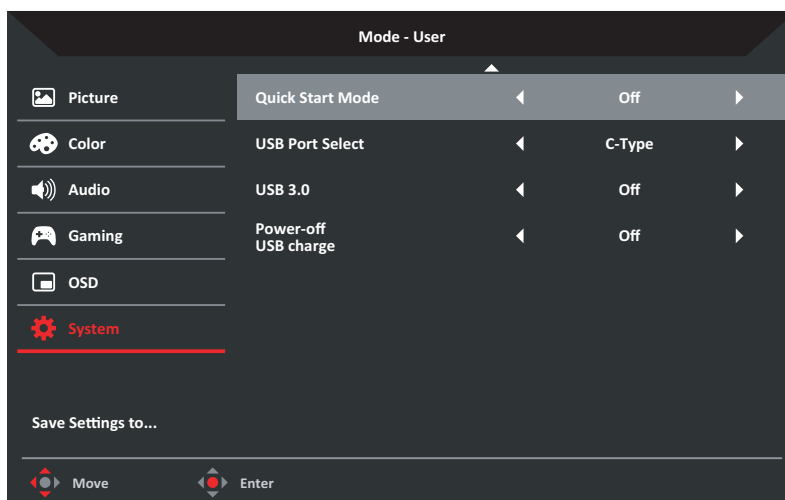 Mode - User
Picture
Quick Start Mode Off
Color
USB Port Select C-Type
Audio
USB 3.0 Off
Gaming
Power-off
USB charge Off
OSD
System
Save Settings to...
Move Enter